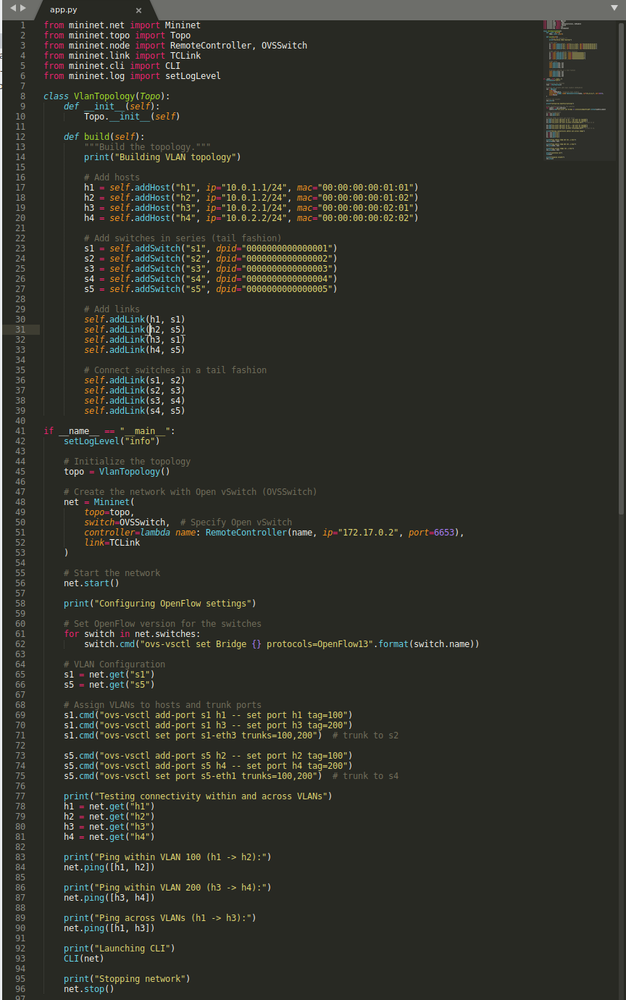 app.py
from mininet.net import Mininet
from mininet.topo import Topo
from mininet.node import RemoteController, OVSSwitch
from mininet.link import TCLink
from mininet.cli import CLI
from mininet.log import setLogLevel
class VlanTopology(Topo):
def __init__(self):
Topo.__init__(self)
def build(self):
"""Build the topology."""
print("Building VLAN topology")
# Add hosts
h1 = self.addHost("h1", ip="10.0.1.1/24", mac="00:00:00:00:01:01")
h2 = self.addHost("h2", ip="10.0.1.2/24", mac="00:00:00:00:01:02")
h3 = self.addHost("h3", ip="10.0.2.1/24", mac="00:00:00:00:02:01")
h4 = self.addHost("h4", ip="10.0.2.2/24", mac="00:00:00:00:02:02")
# Add switches in series (tail fashion)
s1 = self.addSwitch("s1", dpid="0000000000000001")
s2 = self.addSwitch("s2", dpid="0000000000000002")
s3 = self.addSwitch("s3", dpid="0000000000000003")
s4 = self.addSwitch("s4", dpid="0000000000000004")
s5 = self.addSwitch("s5", dpid="0000000000000005")
# Add links
self.addLink(h1, s1)
self.addLink(h2, s5)
self.addLink(h3, s1)
self.addLink(h4, s5)
# Connect switches in a tail fashion
self.addLink(s1, s2)
self.addLink(s2, s3)
self.addLink(s3, s4)
self.addLink(s4, s5)
if __name__ == "__main__":
setLogLevel("info")
# Initialize the topology
topo = VlanTopology()
# Create the network with Open vSwitch (OVSSwitch)
net = Mininet(
topo=topo,
switch=OVSSwitch,  # Specify Open vSwitch
controller=lambda name: RemoteController(name, ip="172.17.0.2", port=6653),
link=TCLink
)
# Start the network
net.start()
print("Configuring OpenFlow settings")
# Set OpenFlow version for the switches
for switch in net.switches:
switch.cmd("ovs-vsctl set Bridge {} protocols=OpenFlow13".format(switch.name))
# VLAN Configuration
s1 = net.get("s1")
s5 = net.get("s5")
# Assign VLANs to hosts and trunk ports
s1.cmd("ovs-vsctl add-port s1 h1 -- set port h1 tag=100")
s1.cmd("ovs-vsctl add-port s1 h3 -- set port h3 tag=200")
s1.cmd("ovs-vsctl set port s1-eth3 trunks=100,200")  # trunk to s2
s5.cmd("ovs-vsctl add-port s5 h2 -- set port h2 tag=100")
s5.cmd("ovs-vsctl add-port s5 h4 -- set port h4 tag=200")
s5.cmd("ovs-vsctl set port s5-eth1 trunks=100,200")  # trunk to s4
print("Testing connectivity within and across VLANs")
h1 = net.get("h1")
h2 = net.get("h2")
h3 = net.get("h3")
h4 = net.get("h4")
print("Ping within VLAN 100 (h1 -> h2):")
net.ping([h1, h2])
print("Ping within VLAN 200 (h3 -> h4):")
net.ping([h3, h4])
print("Ping across VLANs (h1 -> h3):")
net.ping([h1, h3])
print("Launching CLI")
CLI(net)
print("Stopping network")
net.stop()